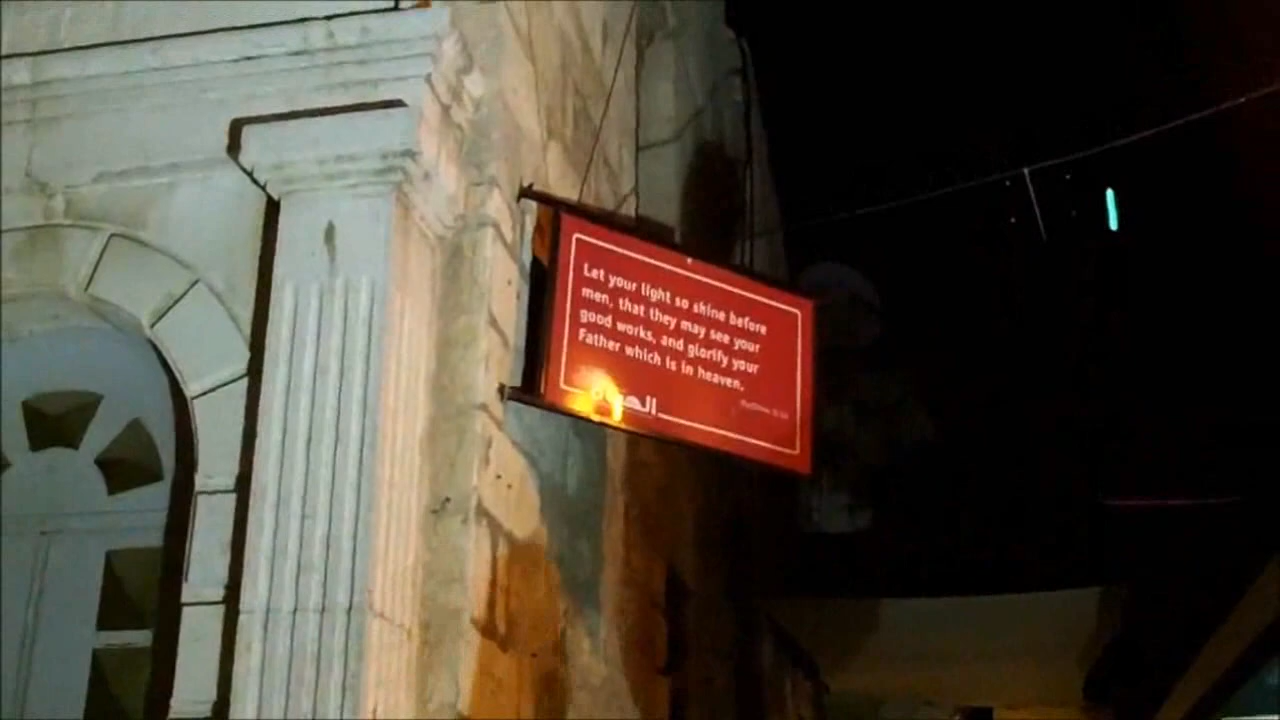 Let your light so shine before
men, that they may see your
good works, and glorify your
Father which is in heaven.